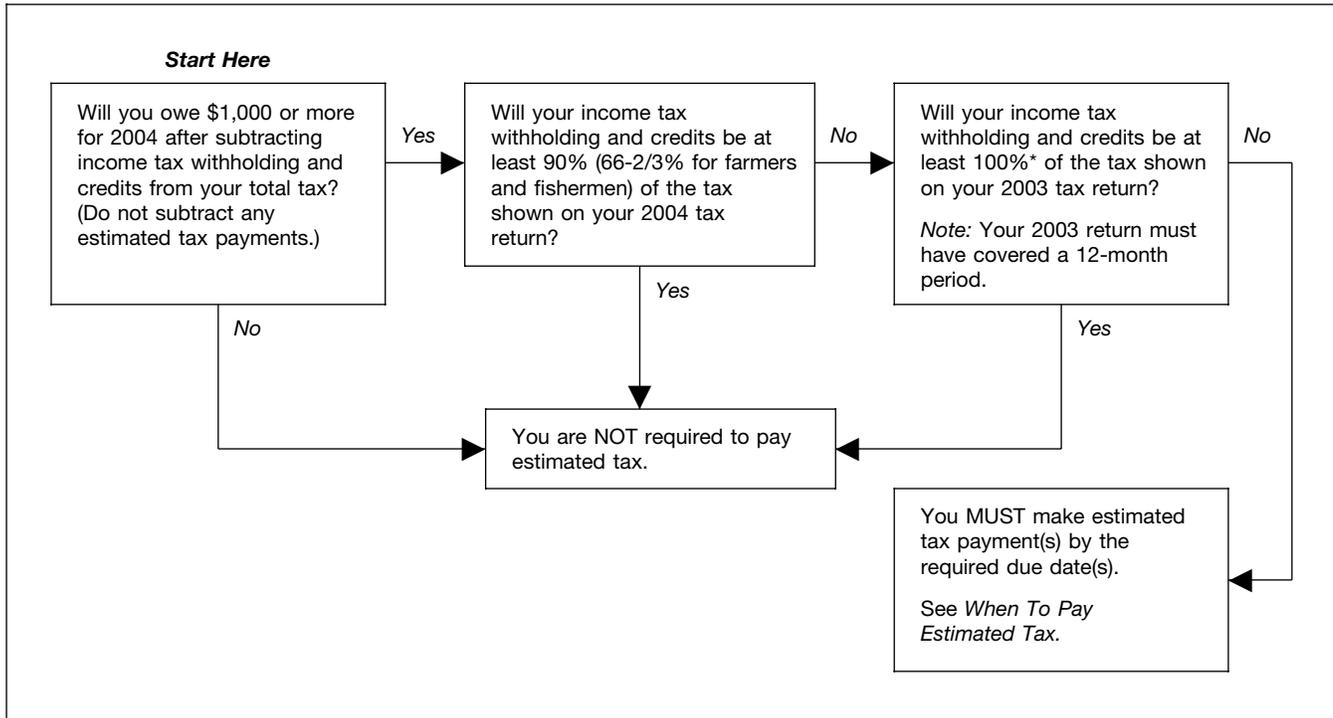 Start Here
Will you owe $1,000 or more
for 2004 after subtracting
income tax withholding and
credits from your total tax?
(Do not subtract any
estimated tax payments.)
Yes
No
Will your income tax
withholding and credits be at
least 90% (66-2/3% for farmers
and fishermen) of the tax
shown on your 2004 tax
return?
No
Yes
Will your income tax
withholding and credits be at
least 100%* of the tax shown
on your 2003 tax return?
Note: Your 2003 return must
have covered a 12-month
period.
No
Yes
You are NOT required to pay
estimated tax.
You MUST make estimated
tax payment(s) by the
required due date(s).
See When To Pay
Estimated Tax.